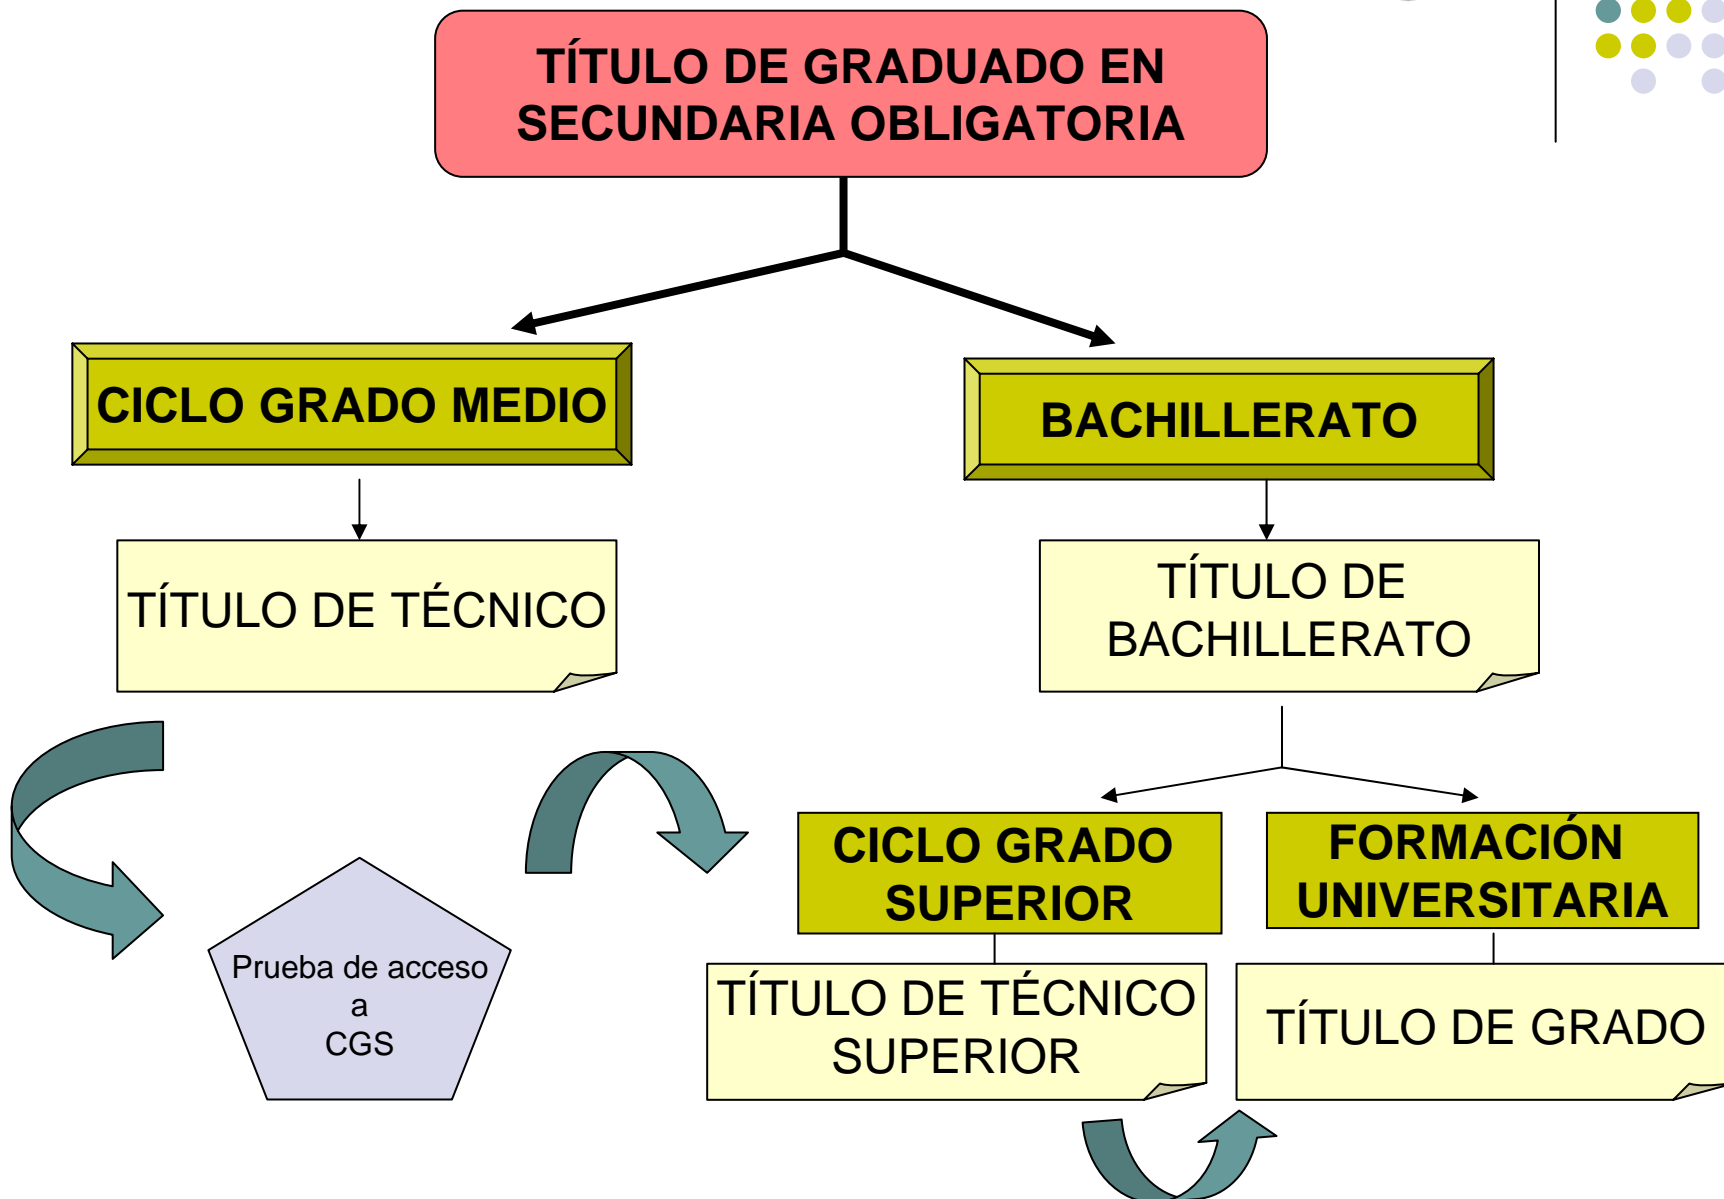 TÍTULO DE GRADUADO EN
SECUNDARIA OBLIGATORIA
CICLO GRADO MEDIO
BACHILLERATO
TÍTULO DE TÉCNICO
TÍTULO DE
BACHILLERATO
CICLO GRADO
SUPERIOR
FORMACIÓN
UNIVERSITARIA
Prueba de acceso
a
CGS
TÍTULO DE TÉCNICO
SUPERIOR
TÍTULO DE GRADO